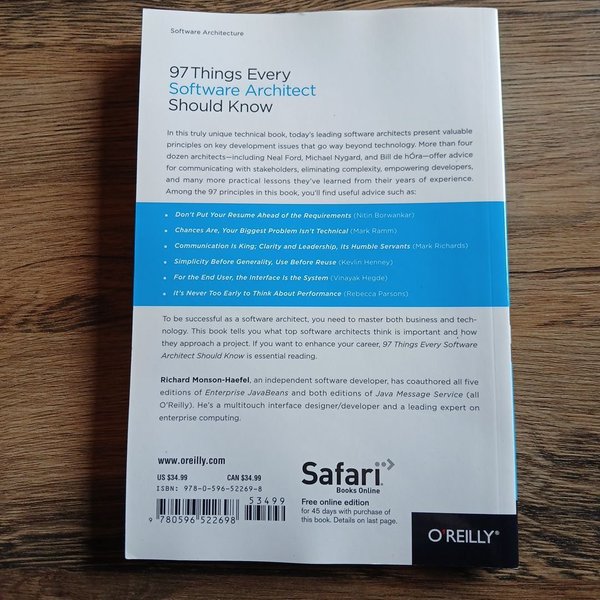 Software Architecture
97 Things Every
Software Architect
Should Know
In this truly unique technical book, today's leading software architects present valuable
principles on key development issues that go way beyond technology. More than four
dozen architects—including Neal Ford, Michael Nygard, and Bill de hÓra—offer advice
for communicating with stakeholders, eliminating complexity, empowering developers,
and many more practical lessons they've learned from their years of experience.
Among the 97 principles in this book, you'll find useful advice such as:
• Don't Put Your Resume Ahead of the Requirements (Nitin Borwankar)
• Chances Are, Your Biggest Problem Isn't Technical (Mark Ramm)
• Communication Is King; Clarity and Leadership, Its Humble Servants (Mark Richards)
• Simplicity Before Generality, Use Before Reuse (Kevlin Henney)
• For the End User, the Interface Is the System (Vinayak Hegde)
• It's Never Too Early to Think About Performance (Rebecca Parsons)
To be successful as a software architect, you need to master both business and tech-
nology. This book tells you what top software architects think is important and how
they approach a project. If you want to enhance your career, 97 Things Every Software
Architect Should Know is essential reading.
Richard Monson-Haefel, an independent software developer, has coauthored all five
editions of Enterprise JavaBeans and both editions of Java Message Service (all
O'Reilly). He's a multitouch interface designer/developer and a leading expert on
enterprise computing.
www.oreilly.com
US $34.99 CAN $34.99
ISBN: 978-0-596-52269-8
53499
9 780596 522698
Safari
Books Online
Free online edition
for 45 days with purchase of
this book. Details on last page.
O'REILLY®